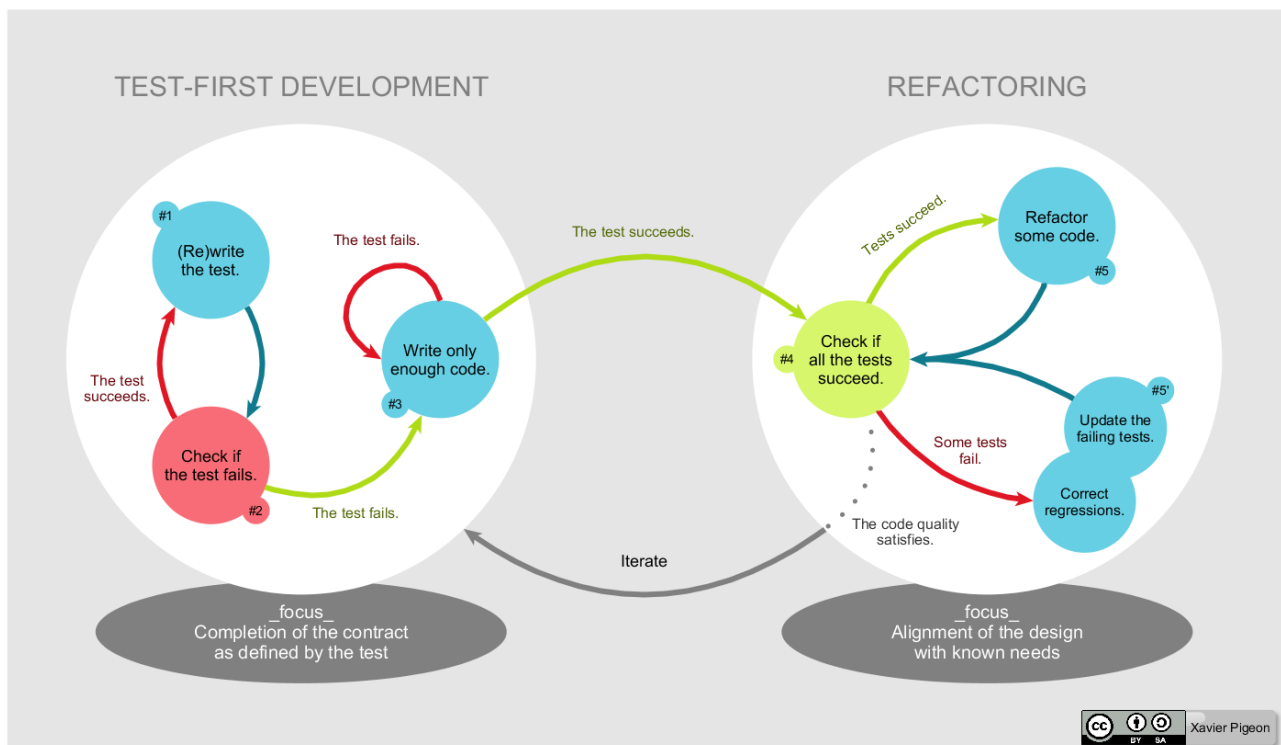 TEST-FIRST DEVELOPMENT
REFACTORING
#1
(Re)write
the test.
The test
succeeds.
Check if
the test fails.
#2
The test fails.
The test fails.
Write only
enough code.
#3
The test succeeds.
#4
Check if
all the tests
succeed.
Tests succeed.
Refactor
some code.
#5
#5'
Update the
failing tests.
Correct
regressions.
Some tests
fail.
The code quality
satisfies.
Iterate
_focus_
Completion of the contract
as defined by the test
_focus_
Alignment of the design
with known needs
cc
BY SA
Xavier Pigeon